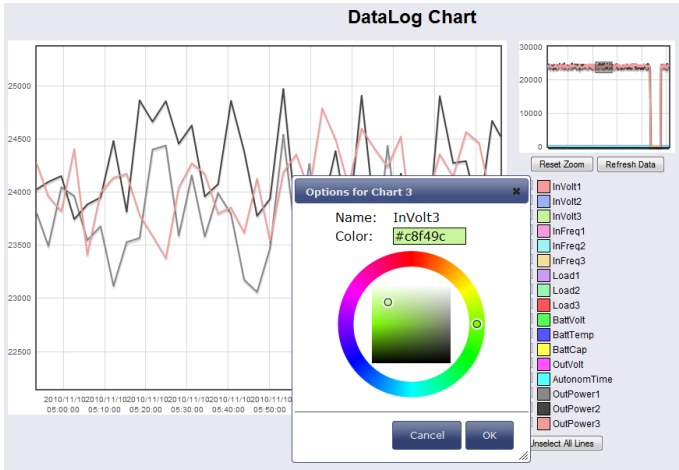 DataLog Chart
25000
24500
24000
23500
23000
22500
2010/11/10 2010/11/10 2010/11/10 2010/11/10 2010/11/10 2010/11/10
05:00:00 05:10:00 05:20:00 05:30:00 05:40:00 05:50:00
30000
20000
10000
0
Reset Zoom Refresh Data
Options for Chart 3
Name: InVolt3
Color: #c8f49c
Cancel OK
InVolt1
InVolt2
InVolt3
InFreq1
InFreq2
InFreq3
Load1
Load2
Load3
BattVolt
BattTemp
BattCap
OutVolt
AutonomTime
OutPower1
OutPower2
OutPower3
Unselect All Lines